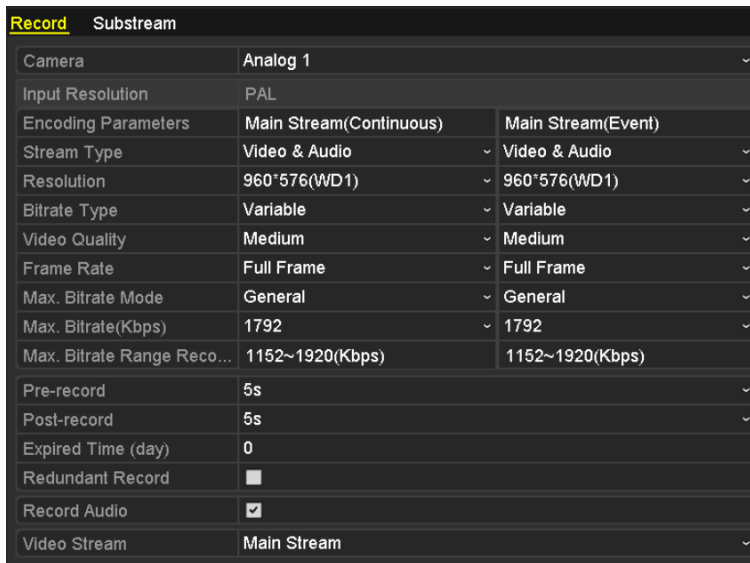 Record Substream
Camera Analog 1
Input Resolution PAL
Encoding Parameters Main Stream(Continuous) Main Stream(Event)
Stream Type Video & Audio Video & Audio
Resolution 960*576(WD1) 960*576(WD1)
Bitrate Type Variable Variable
Video Quality Medium Medium
Frame Rate Full Frame Full Frame
Max. Bitrate Mode General General
Max. Bitrate(Kbps) 1792 1792
Max. Bitrate Range Reco... 1152~1920(Kbps) 1152~1920(Kbps)
Pre-record 5s
Post-record 5s
Expired Time (day) 0
Redundant Record
Record Audio
Video Stream Main Stream